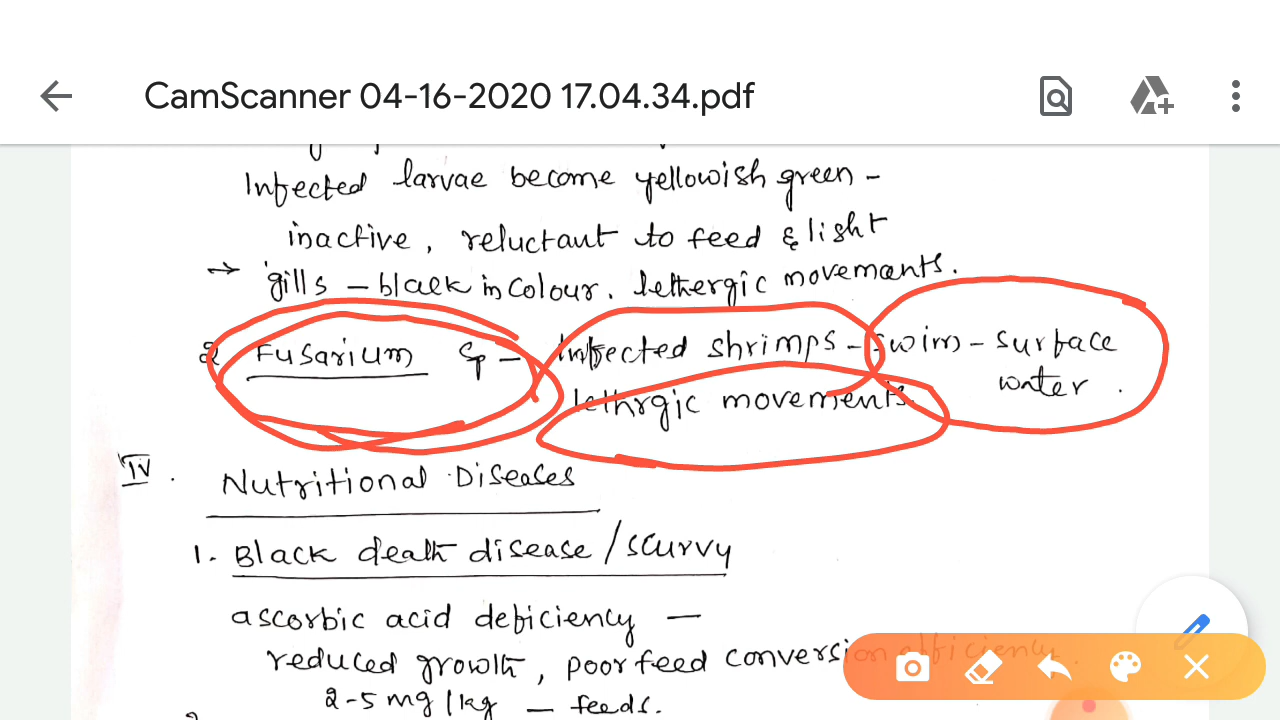 CamScanner 04-16-2020 17.04.34.pdf
Infected larvae become yellowish green -
inactive, reluctant to feed & light
→ gills - black in colour. lethergic movements.
2 Fusarium Sp - Infected shrimps - swim - surface
water.
lethrgic movements.
IV. Nutritional Diseases
1. Black death disease / scurvy
ascorbic acid deficiency -
reduced growth, poor feed conversion efficiency.
2-5 mg / kg - feeds.